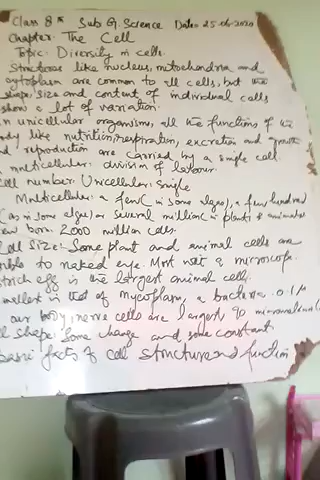 Class 8th Sub G. Science Date= 25.06.2020
Chapter: The Cell
Topic: Diversity in cells.
Structures like nucleus, mitochondria and
cytoplasm are common to all cells, but the
shape, size and content of individual cells
show a lot of variation.
In unicellular organisms, all the functions of the
body like nutrition, respiration, excretion and growth
and reproduction are carried by a single cell
multicellular: division of labour.
Cell number: Unicellular: Single
Multicellular: a few (in some algae), a few hundred
(as in some algae) or several million (in plants & animals
new born: 2000 million cells.
Cell Size: Some plant and animal cells are
visible to naked eye. Most with a microscope.
Ostrich egg is the largest animal cell.
smallest is that of mycoplasm, a bacteria. 0.1μ
our body, nerve cells are largest 90
Cell Shape: Some change and some constant.
Basic facts of cell structure and function